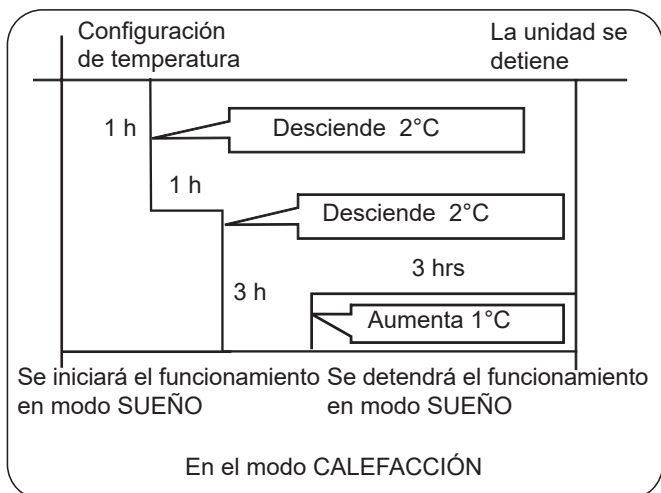 Configuración
de temperatura
La unidad se
detiene
1 h
Desciende 2°C
1 h
Desciende 2°C
3 hrs
3 h
Aumenta 1°C
Se iniciará el funcionamiento
en modo SUEÑO
Se detendrá el funcionamiento
en modo SUEÑO
En el modo CALEFACCIÓN